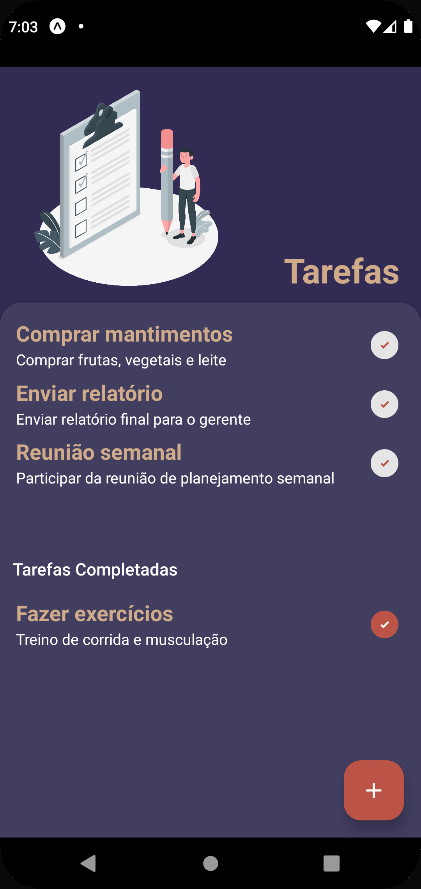 7:03
Tarefas
Comprar mantimentos
Comprar frutas, vegetais e leite
Enviar relatório
Enviar relatório final para o gerente
Reunião semanal
Participar da reunião de planejamento semanal
Tarefas Completadas
Fazer exercícios
Treino de corrida e musculação
+